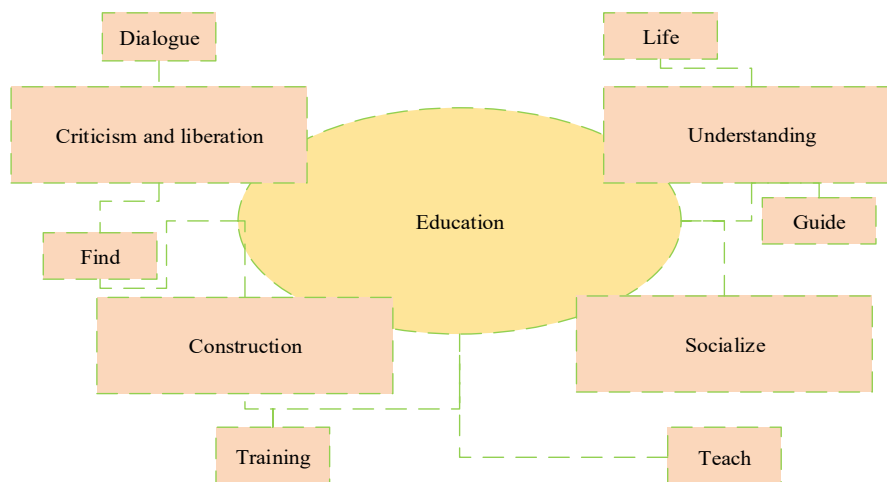 Dialogue
Life
Criticism and liberation
Understanding
Education
Guide
Find
Construction
Socialize
Training
Teach